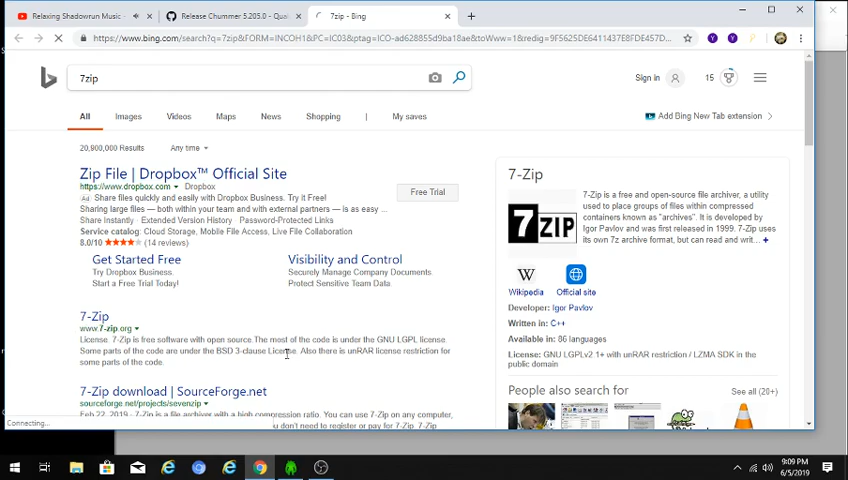 Relaxing Shadowrun Music -
Release Chummer 5.205.0 - Quali
7zip - Bing
https://www.bing.com/search?q=7zip&FORM=INCOH1&PC=IC03&ptag=ICO-ad628855d9ba18ae&toWww=1&redig=9F5625DE6411437E8FDE457D...
7zip
Sign in
15
All Images Videos Maps News Shopping | My saves
Add Bing New Tab extension
20,900,000 Results Any time
Zip File | Dropbox™ Official Site
https://www.dropbox.com Dropbox
Ad Share files quickly and easily with Dropbox Business. Try it Free!
Sharing large files — both within your team and with external partners — is as easy ...
Share Instantly · Extended Version History · Password-Protected Links
Service catalog: Cloud Storage, Mobile File Access, Live File Collaboration
8.0/10 (14 reviews)
Free Trial
Get Started Free
Try Dropbox Business.
Start a Free Trial Today!
Visibility and Control
Securely Manage Company Documents.
Protect Sensitive Team Data.
7-Zip
www.7-zip.org
License. 7-Zip is free software with open source.The most of the code is under the GNU LGPL license.
Some parts of the code are under the BSD 3-clause License. Also there is unRAR license restriction for
some parts of the code.
7-Zip download | SourceForge.net
sourceforge.net/projects/sevenzip
Feb 22, 2019 · 7-Zip is a file archiver with a high compression ratio. You can use 7-Zip on any computer,
u don't need to register or pay for 7-Zip. 7-Zip
Connecting...
7-Zip
7ZIP
7-Zip is a free and open-source file archiver, a utility
used to place groups of files within compressed
containers known as "archives". It is developed by
Igor Pavlov and was first released in 1999. 7-Zip uses
its own 7z archive format, but can read and writ... +
W
Wikipedia
Official site
Developer: Igor Pavlov
Written in: C++
Available in: 86 languages
License: GNU LGPLv2 1+ with unRAR restriction / LZMA SDK in the
public domain
People also search for
See all (20+)
9:09 PM
6/5/2019